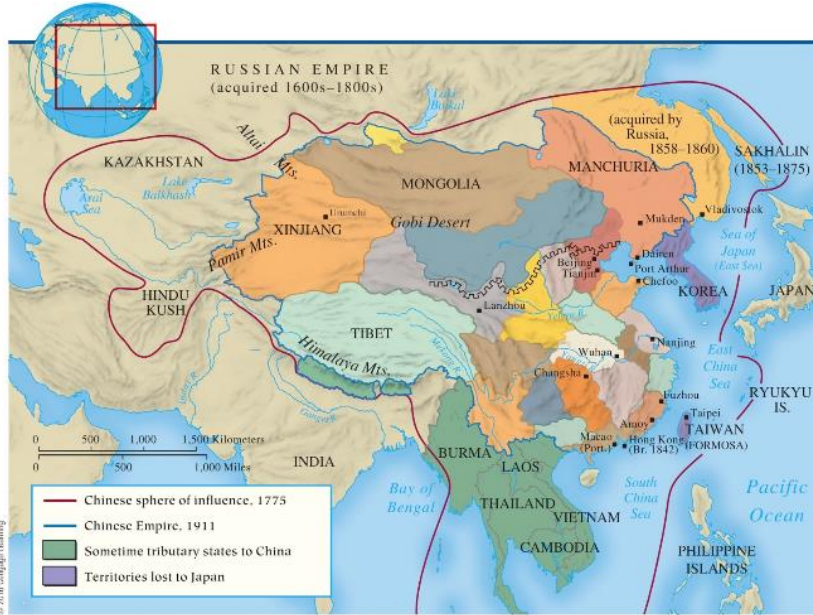 RUSSIAN EMPIRE
(acquired 1600s–1800s)
Lake
Baikal
(acquired by
Russia,
1858–1860)
SAKHALIN
(1853–1875)
Altai Mts.
KAZAKHSTAN
Lake
Balkhash
Aral
Sea
MONGOLIA
MANCHURIA
Urumchi
XINJIANG
Gobi Desert
Mukden
Vladivostok
Pamir Mts.
Sea of
Japan
(East Sea)
Beijing
Tianjin
Dairen
Port Arthur
Chefoo
KOREA
JAPAN
HINDU
KUSH
Lanzhou
Yellow R.
TIBET
Himalaya Mts.
Mekong R.
Nanjing
Wuhan
Yangtze R.
East
China
Sea
Changsha
RYUKYU
IS.
Indus R.
Ganges R.
Fuzhou
Amoy
Taipei
TAIWAN
(FORMOSA)
Macao
(Port.)
Hong Kong
(Br. 1842)
0 500 1,000 1,500 Kilometers
0 500 1,000 Miles
INDIA
BURMA
LAOS
Bay of
Bengal
THAILAND
VIETNAM
CAMBODIA
South
China
Sea
Pacific
Ocean
PHILIPPINE
ISLANDS
Chinese sphere of influence, 1775
Chinese Empire, 1911
Sometime tributary states to China
Territories lost to Japan